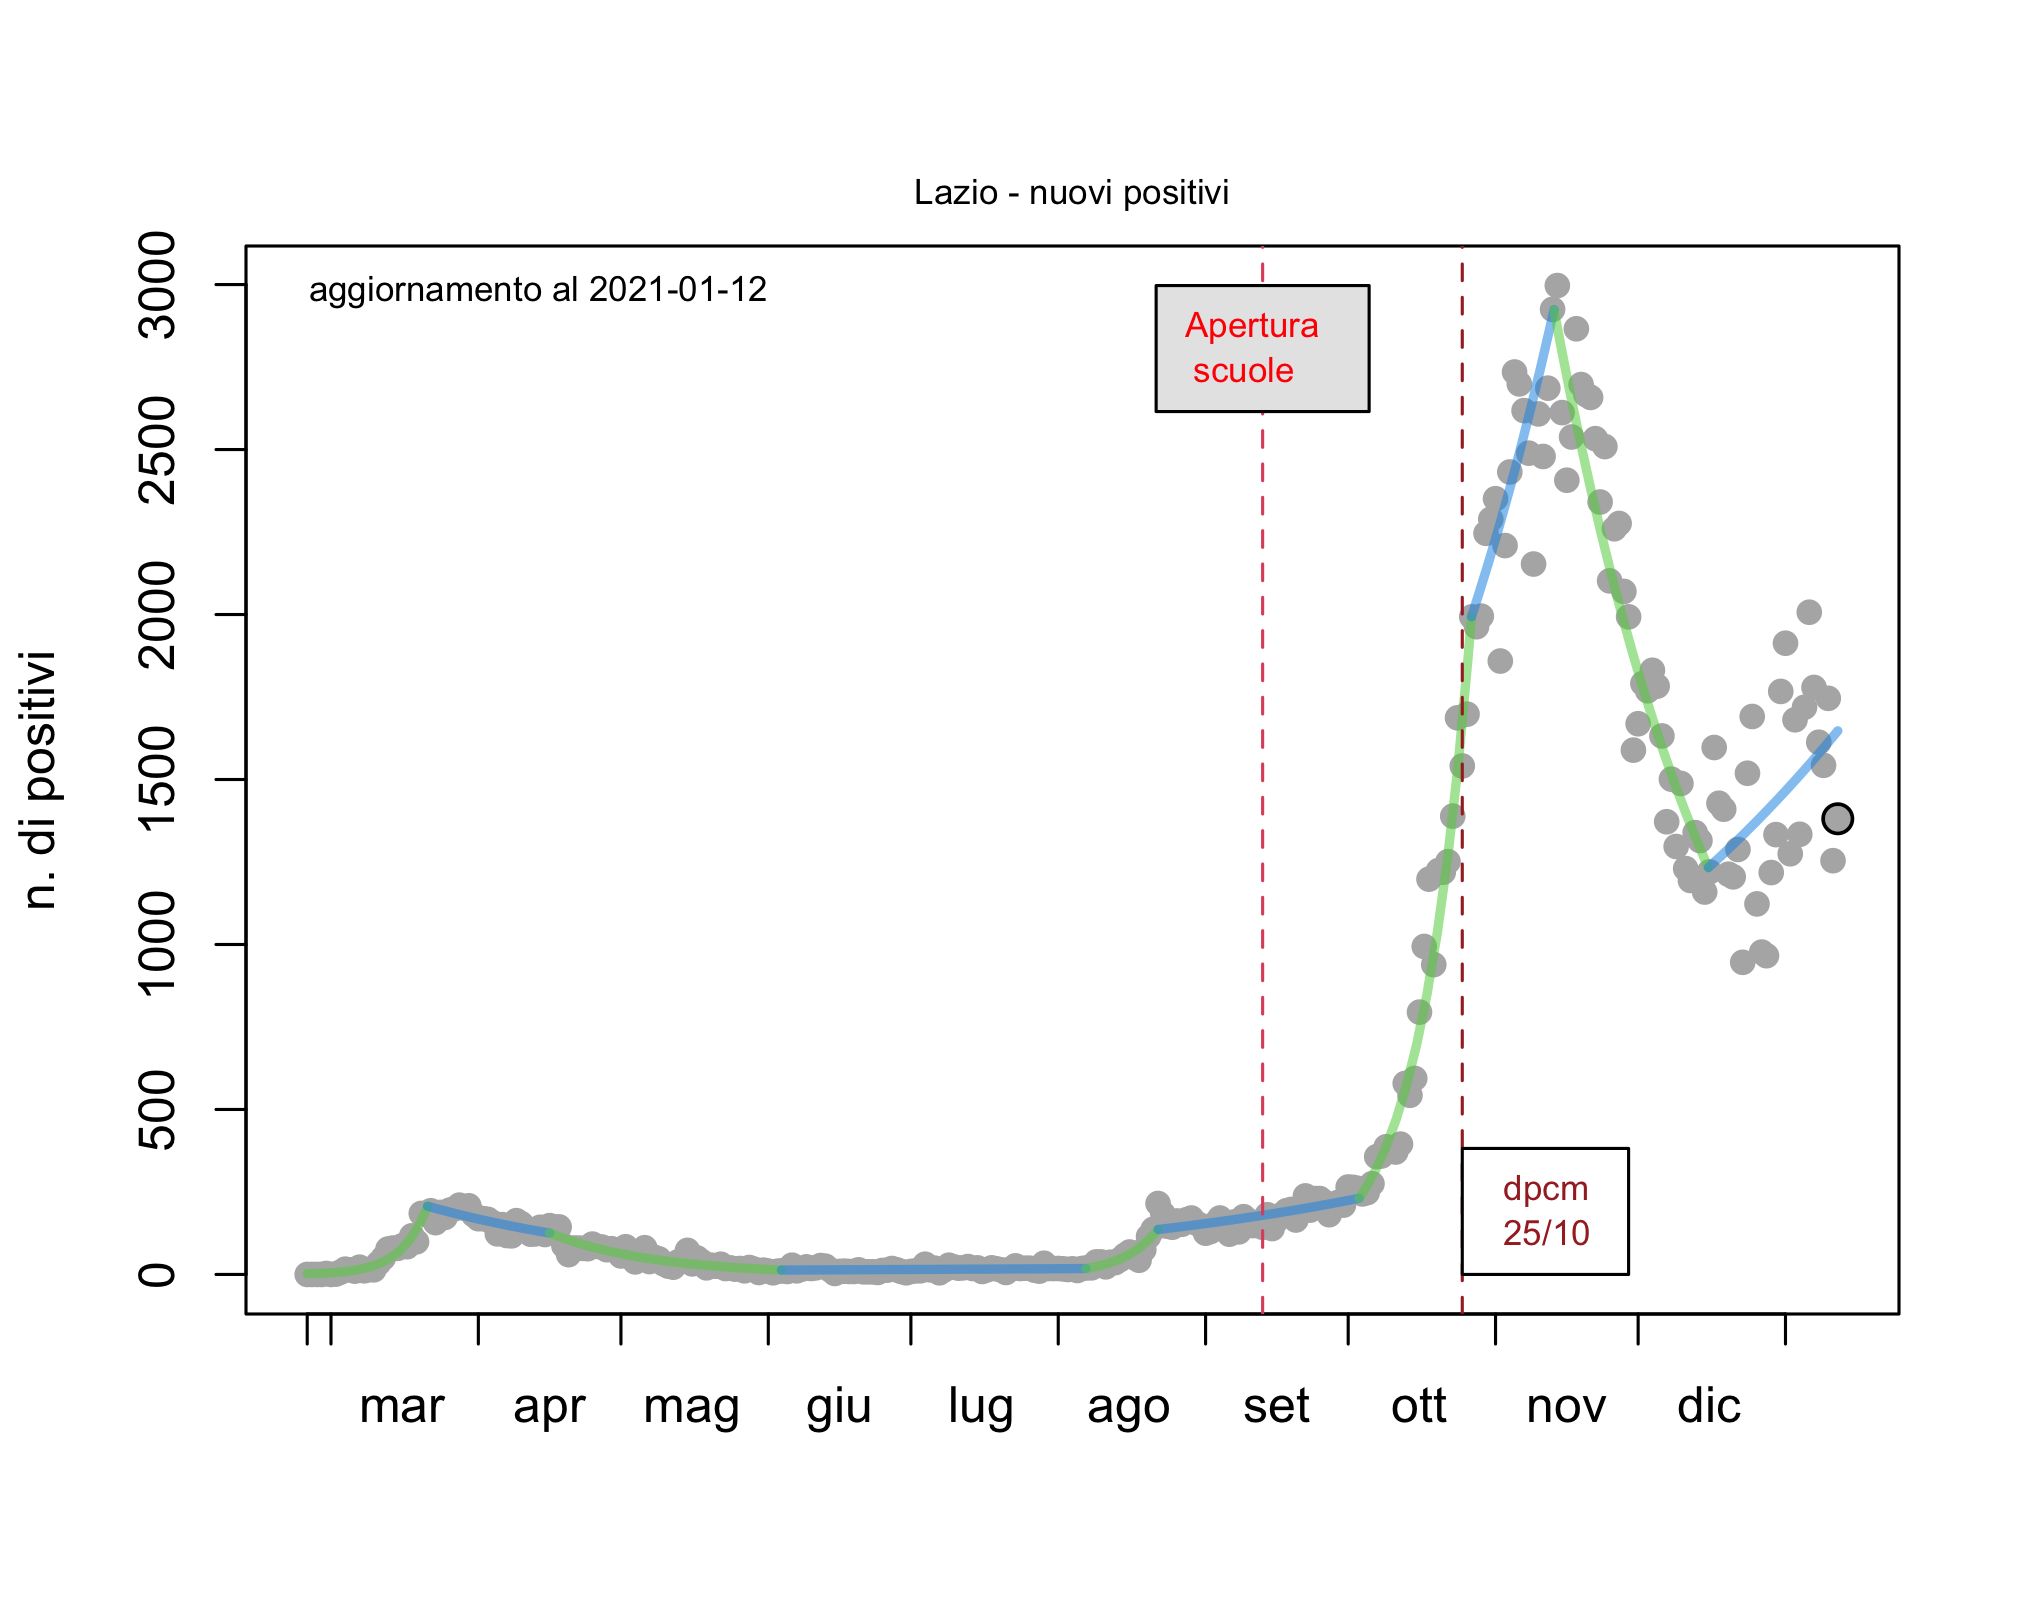 Lazio - nuovi positivi
aggiornamento al 2021-01-12
Apertura
scuole
dpcm
25/10
n. di positivi
3000
2500
2000
1500
1000
500
0
mar apr mag giu lug ago set ott nov dic